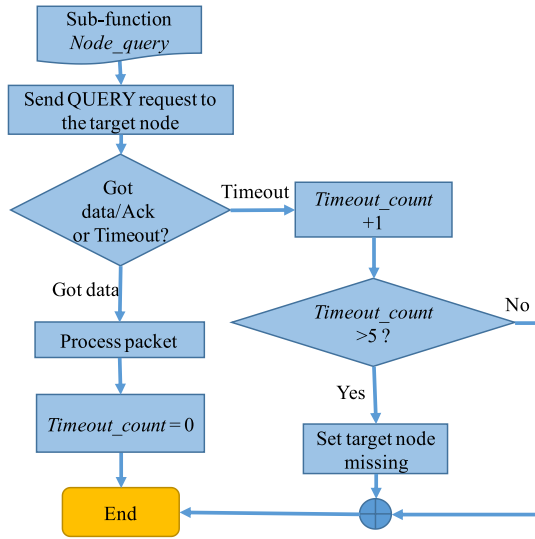 Sub-function
Node_query
Send QUERY request to
the target node
Got
data/Ack
or Timeout?
Timeout
Timeout_count
+1
Got data
Timeout_count
>5 ?
No
Process packet
Yes
Timeout_count = 0
Set target node
missing
End